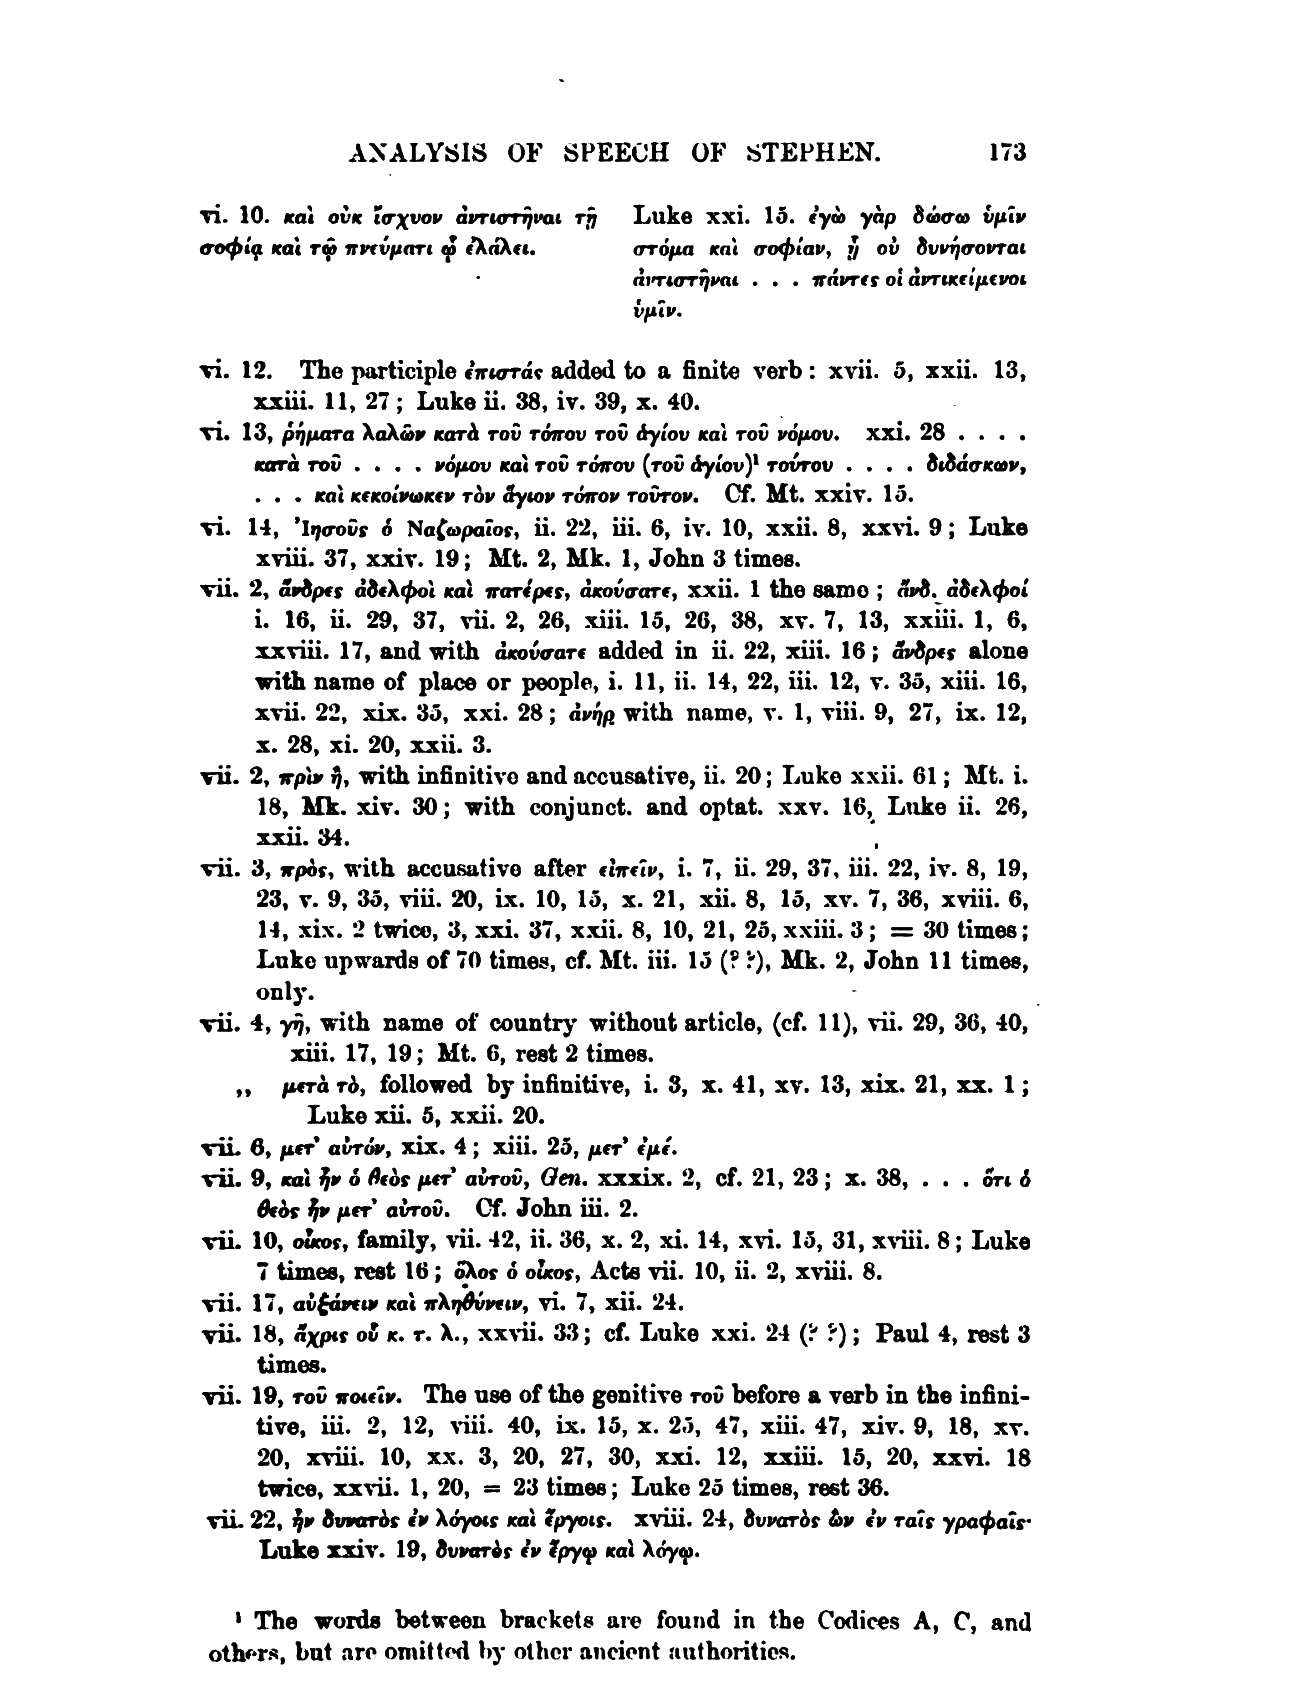 ANALYSIS OF SPEECH OF STEPHEN. 173
vi. 10. καὶ οὐκ ἴσχυον ἀντιστῆναι τῇ
σοφίᾳ καὶ τῷ πνεύματι ᾧ ἐλάλει.
Luke xxi. 15. ἐγὼ γὰρ δώσω ὑμῖν
στόμα καὶ σοφίαν, ᾗ οὐ δυνήσονται
ἀντιστῆναι . . . πάντες οἱ ἀντικείμενοι
ὑμῖν.
vi. 12. The participle ἐπιστάς added to a finite verb: xvii. 5, xxii. 13,
xxiii. 11, 27; Luke ii. 38, iv. 39, x. 40.
vi. 13, ῥήματα λαλῶν κατὰ τοῦ τόπου τοῦ ἁγίου καὶ τοῦ νόμου. xxi. 28 . . . .
κατὰ τοῦ . . . . νόμου καὶ τοῦ τόπου (τοῦ ἁγίου)¹ τούτου . . . . διδάσκων,
. . . καὶ κεκοίνωκεν τὸν ἅγιον τόπον τοῦτον. Cf. Mt. xxiv. 15.
vi. 14, Ἰησοῦς ὁ Ναζωραῖος, ii. 22, iii. 6, iv. 10, xxii. 8, xxvi. 9; Luke
xviii. 37, xxiv. 19; Mt. 2, Mk. 1, John 3 times.
vii. 2, ἄνδρες ἀδελφοὶ καὶ πατέρες, ἀκούσατε, xxii. 1 the same; ἄνδ. ἀδελφοί
i. 16, ii. 29, 37, vii. 2, 26, xiii. 15, 26, 38, xv. 7, 13, xxiii. 1, 6,
xxviii. 17, and with ἀκούσατε added in ii. 22, xiii. 16; ἄνδρες alone
with name of place or people, i. 11, ii. 14, 22, iii. 12, v. 35, xiii. 16,
xvii. 22, xix. 35, xxi. 28; ἀνήρ with name, v. 1, viii. 9, 27, ix. 12,
x. 28, xi. 20, xxii. 3.
vii. 2, πρὶν ἢ, with infinitive and accusative, ii. 20; Luke xxii. 61; Mt. i.
18, Mk. xiv. 30; with conjunct. and optat. xxv. 16, Luke ii. 26,
xxii. 34.
vii. 3, πρὸς, with accusative after εἰπεῖν, i. 7, ii. 29, 37, iii. 22, iv. 8, 19,
23, v. 9, 35, viii. 20, ix. 10, 15, x. 21, xii. 8, 15, xv. 7, 36, xviii. 6,
14, xix. 2 twice, 3, xxi. 37, xxii. 8, 10, 21, 25, xxiii. 3; = 30 times;
Luke upwards of 70 times, cf. Mt. iii. 15 (? ?), Mk. 2, John 11 times,
only.
vii. 4, γῆ, with name of country without article, (cf. 11), vii. 29, 36, 40,
xiii. 17, 19; Mt. 6, rest 2 times.
„ μετὰ τὸ, followed by infinitive, i. 3, x. 41, xv. 13, xix. 21, xx. 1;
Luke xii. 5, xxii. 20.
vii. 6, μετ’ αὐτόν, xix. 4; xiii. 25, μετ’ ἐμέ.
vii. 9, καὶ ἦν ὁ θεὸς μετ’ αὐτοῦ, Gen. xxxix. 2, cf. 21, 23; x. 38, . . . ὅτι ὁ
θεὸς ἦν μετ’ αὐτοῦ. Cf. John iii. 2.
vii. 10, οἶκος, family, vii. 42, ii. 36, x. 2, xi. 14, xvi. 15, 31, xviii. 8; Luke
7 times, rest 16; ὅλος ὁ οἶκος, Acts vii. 10, ii. 2, xviii. 8.
vii. 17, αὐξάνειν καὶ πληθύνειν, vi. 7, xii. 24.
vii. 18, ἄχρις οὗ κ. τ. λ., xxvii. 33; cf. Luke xxi. 24 (? ?); Paul 4, rest 3
times.
vii. 19, τοῦ ποιεῖν. The use of the genitive τοῦ before a verb in the infini-
tive, iii. 2, 12, viii. 40, ix. 15, x. 25, 47, xiii. 47, xiv. 9, 18, xv.
20, xviii. 10, xx. 3, 20, 27, 30, xxi. 12, xxiii. 15, 20, xxvi. 18
twice, xxvii. 1, 20, = 23 times; Luke 25 times, rest 36.
vii. 22, ἦν δυνατὸς ἐν λόγοις καὶ ἔργοις. xviii. 24, δυνατὸς ὢν ἐν ταῖς γραφαῖς·
Luke xxiv. 19, δυνατὸς ἐν ἔργῳ καὶ λόγῳ.
¹ The words between brackets are found in the Codices A, C, and
others, but are omitted by other ancient authorities.